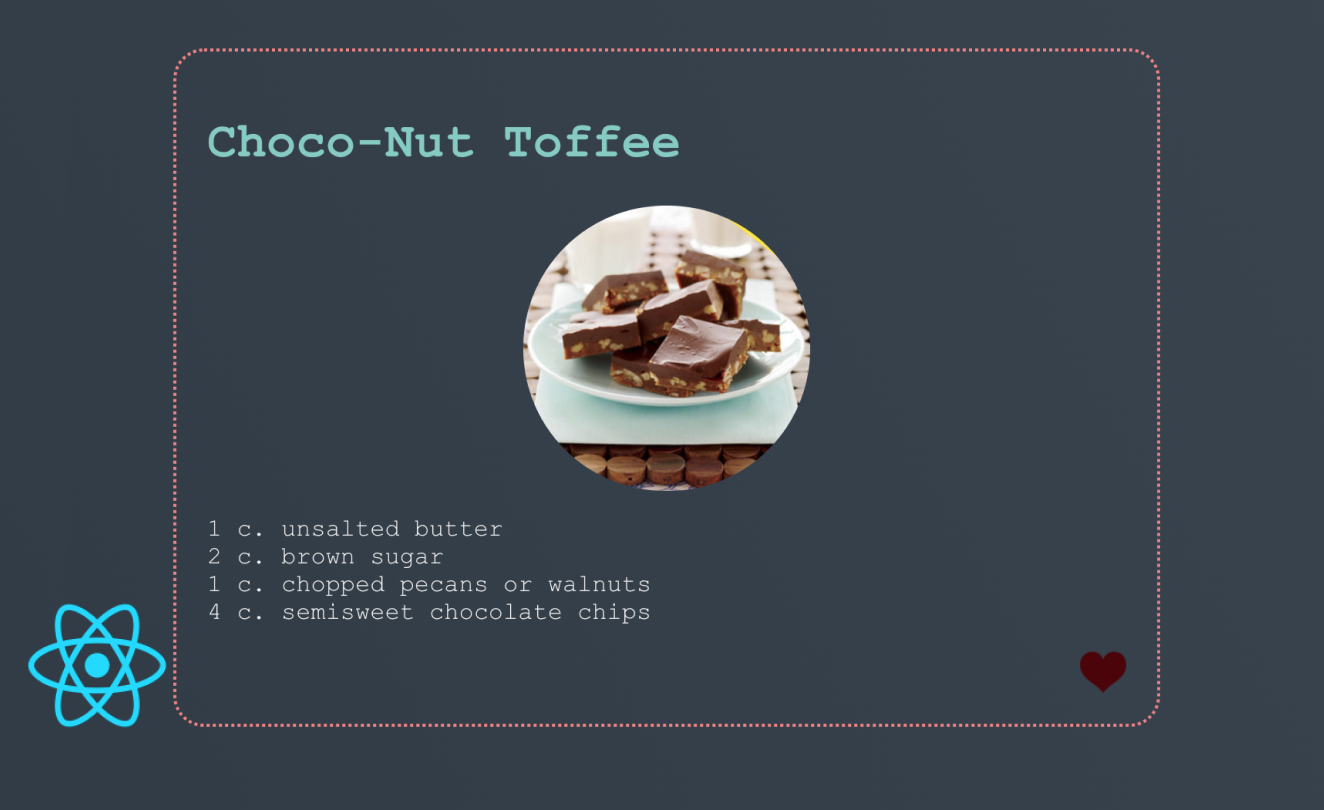 Choco-Nut Toffee
1 c. unsalted butter
2 c. brown sugar
1 c. chopped pecans or walnuts
4 c. semisweet chocolate chips